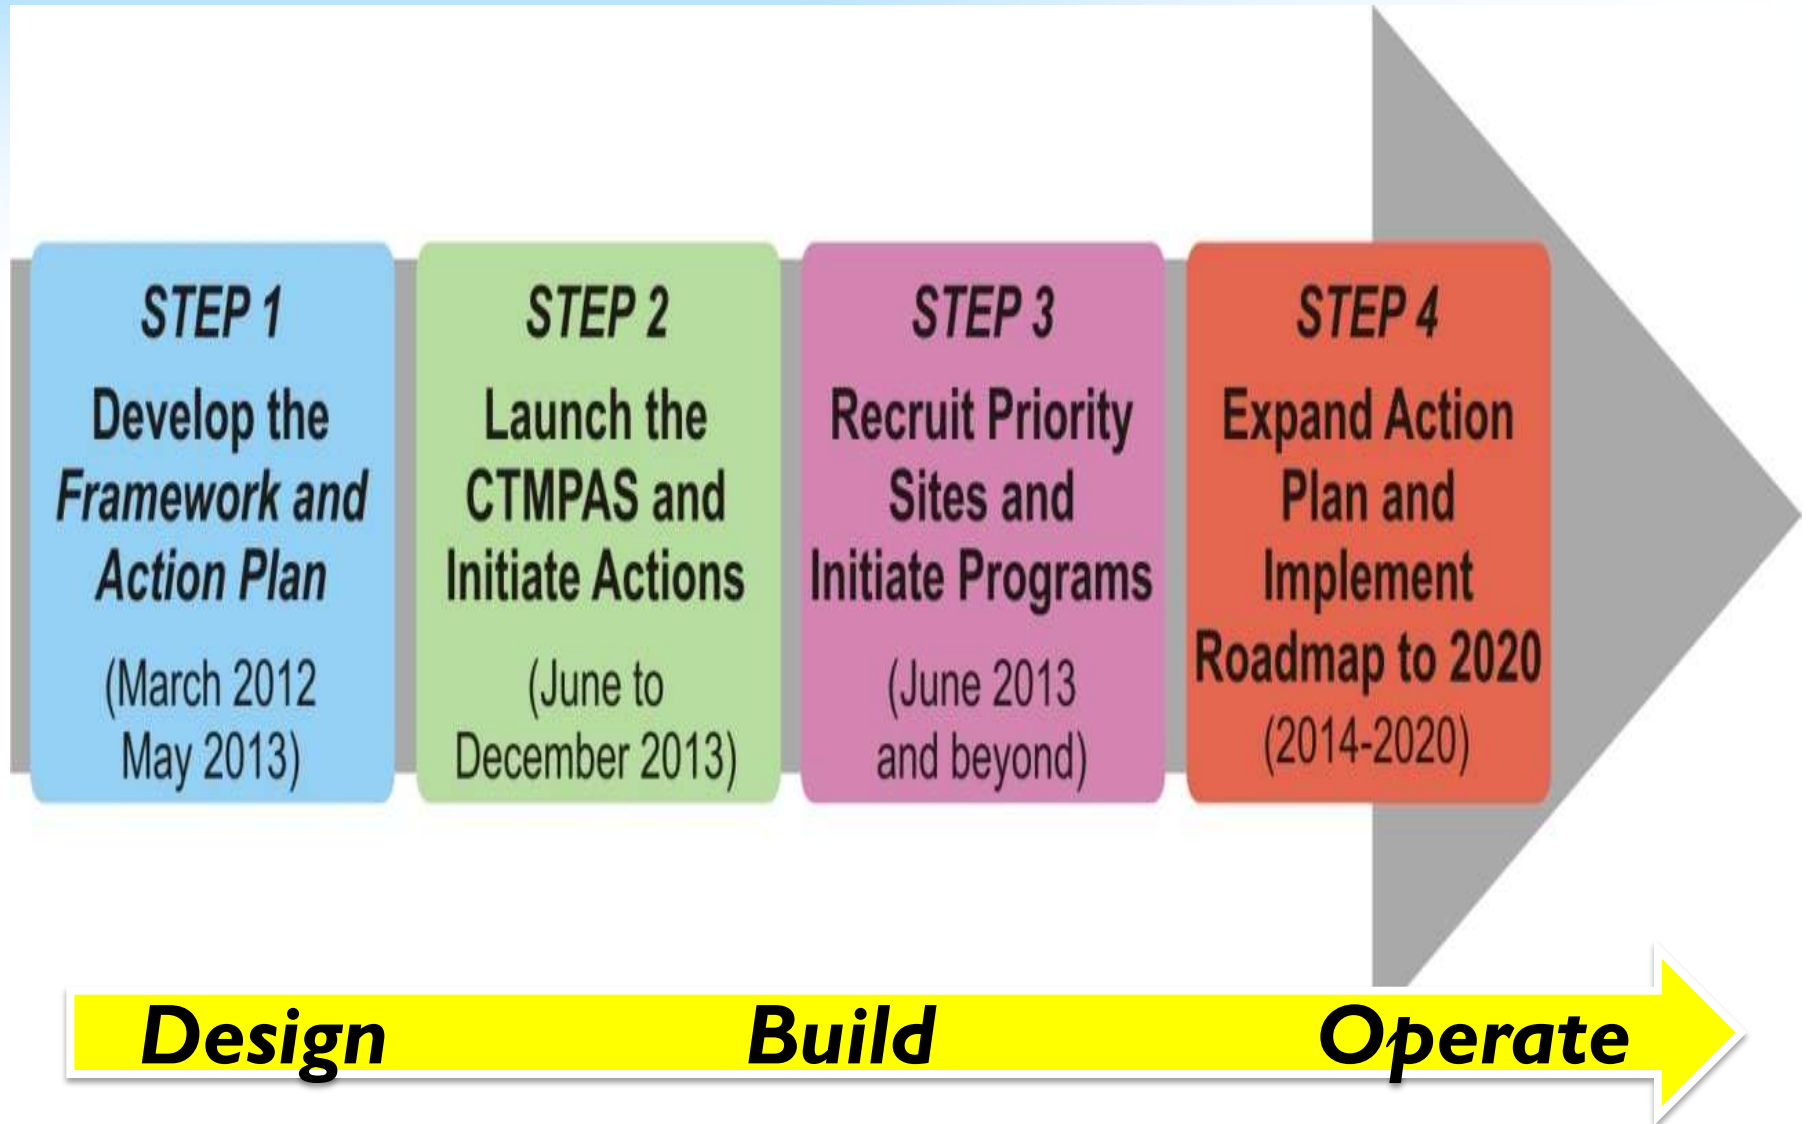 STEP 1
Develop the
Framework and
Action Plan
(March 2012
May 2013)
STEP 2
Launch the
CTMPAS and
Initiate Actions
(June to
December 2013)
STEP 3
Recruit Priority
Sites and
Initiate Programs
(June 2013
and beyond)
STEP 4
Expand Action
Plan and
Implement
Roadmap to 2020
(2014-2020)
Design Build Operate